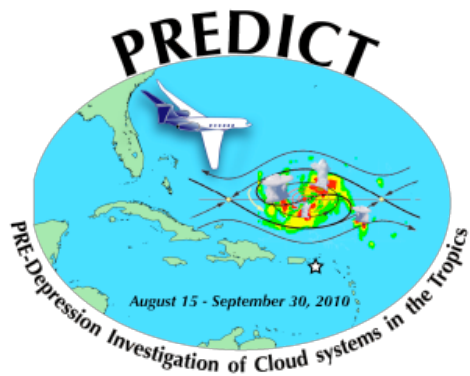 PREDICT
August 15 - September 30, 2010
PRE-Depression Investigation of Cloud systems in the Tropics